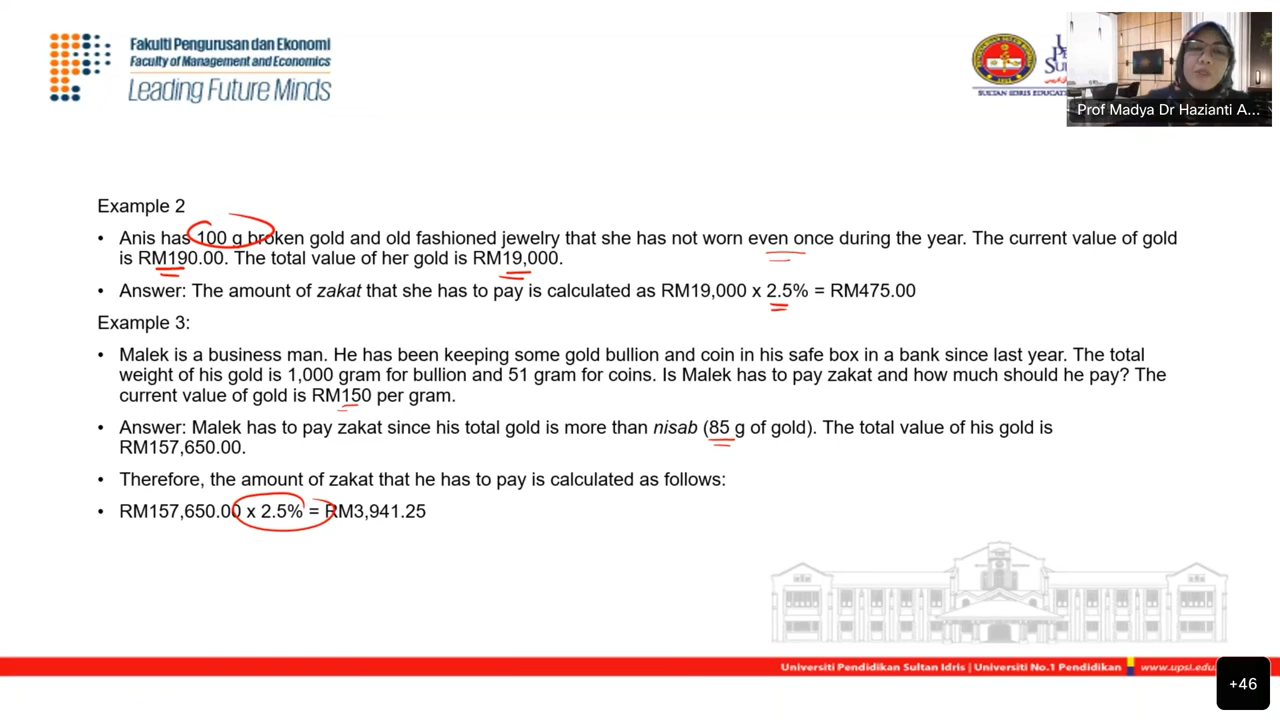 Fakulti Pengurusan dan Ekonomi
Faculty of Management and Economics
Leading Future Minds
SULTAN IDRIS EDUCAT
Prof Madya Dr Hazianti A...
Example 2
• Anis has 100 g broken gold and old fashioned jewelry that she has not worn even once during the year. The current value of gold
is RM190.00. The total value of her gold is RM19,000.
• Answer: The amount of zakat that she has to pay is calculated as RM19,000 x 2.5% = RM475.00
Example 3:
• Malek is a business man. He has been keeping some gold bullion and coin in his safe box in a bank since last year. The total
weight of his gold is 1,000 gram for bullion and 51 gram for coins. Is Malek has to pay zakat and how much should he pay? The
current value of gold is RM150 per gram.
• Answer: Malek has to pay zakat since his total gold is more than nisab (85 g of gold). The total value of his gold is
RM157,650.00.
• Therefore, the amount of zakat that he has to pay is calculated as follows:
• RM157,650.00 x 2.5% = RM3,941.25
Universiti Pendidikan Sultan Idris | Universiti No.1 Pendidikan www.upsi.edu.
+46